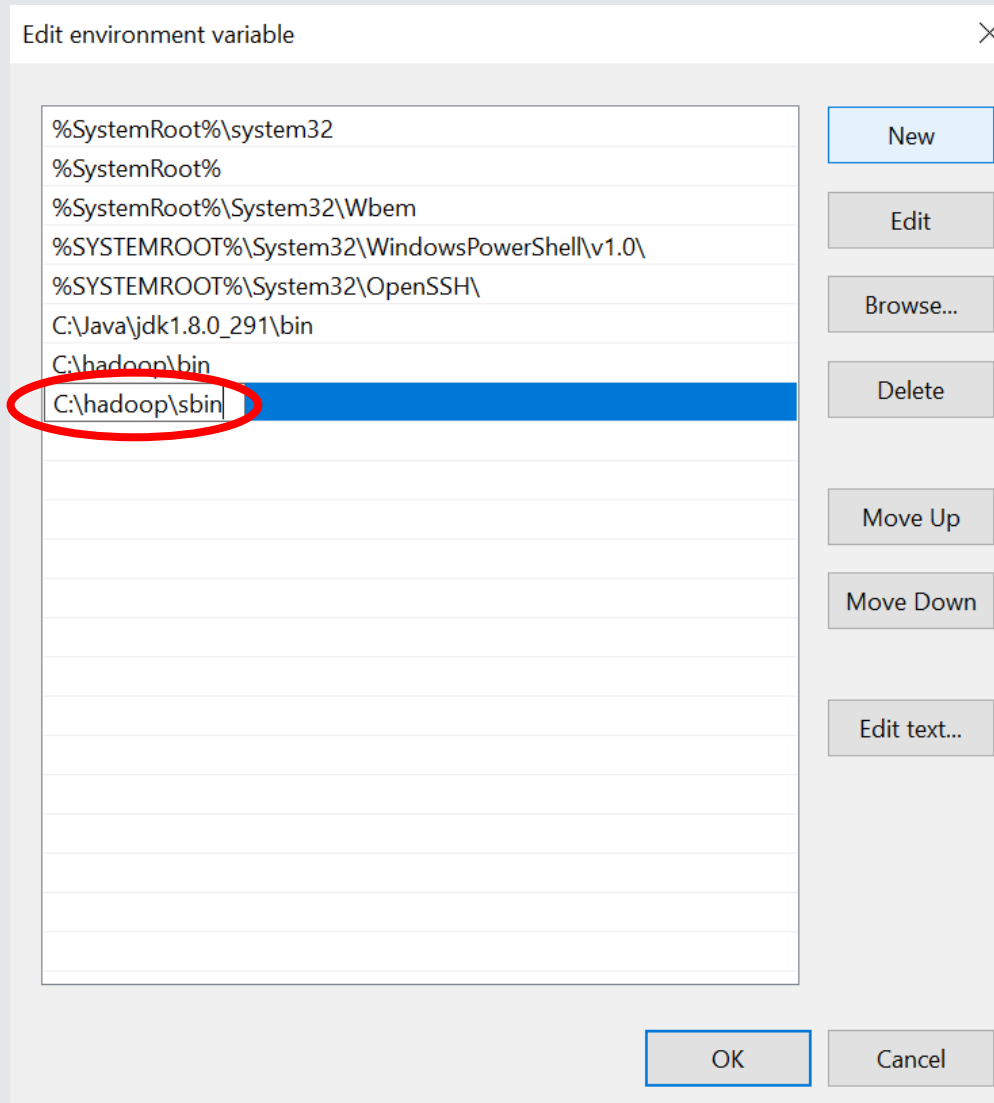 Edit environment variable
%SystemRoot%\system32
%SystemRoot%
%SystemRoot%\System32\Wbem
%SYSTEMROOT%\System32\WindowsPowerShell\v1.0\
%SYSTEMROOT%\System32\OpenSSH\
C:\Java\jdk1.8.0_291\bin
C:\hadoop\bin
C:\hadoop\sbin
New
Edit
Browse...
Delete
Move Up
Move Down
Edit text...
OK
Cancel